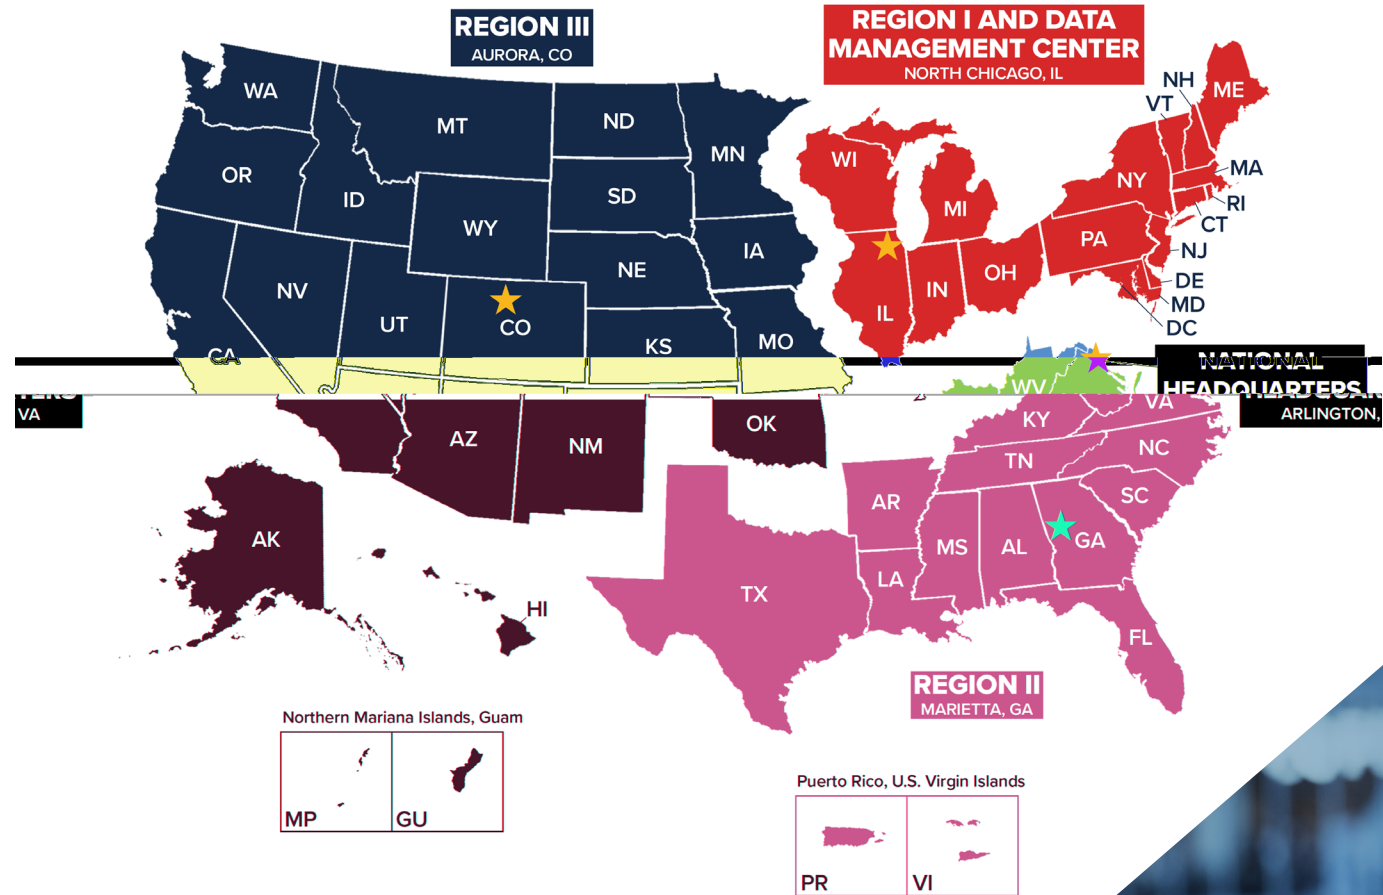 REGION III
AURORA, CO
REGION I AND DATA
MANAGEMENT CENTER
NORTH CHICAGO, IL
WA
MT
ND
MN
OR
ID
SD
WY
IA
NE
NV
UT
CO
KS
MO
CA
WI
MI
NH
VT
ME
NY
MA
RI
CT
PA
NJ
OH
IN
DE
MD
DC
IL
WV
NATIONAL
HEADQUARTERS
VA
ARLINGTON,
VA
KY
OK
AZ
NM
TN
NC
AR
SC
AK
MS
AL
GA
LA
TX
HI
FL
REGION II
MARIETTA, GA
Northern Mariana Islands, Guam
MP
GU
Puerto Rico, U.S. Virgin Islands
PR
VI